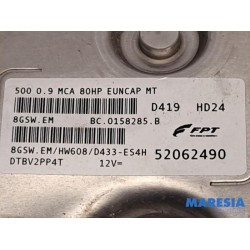 500 0.9 MCA 80HP EUNCAP MT
D419 HD24
8GSW.EM BC.0158285.B
FPT
8GSW.EM/HW608/D433-ES4H 52062490
DTBV2PP4T 12V=
MARESIA